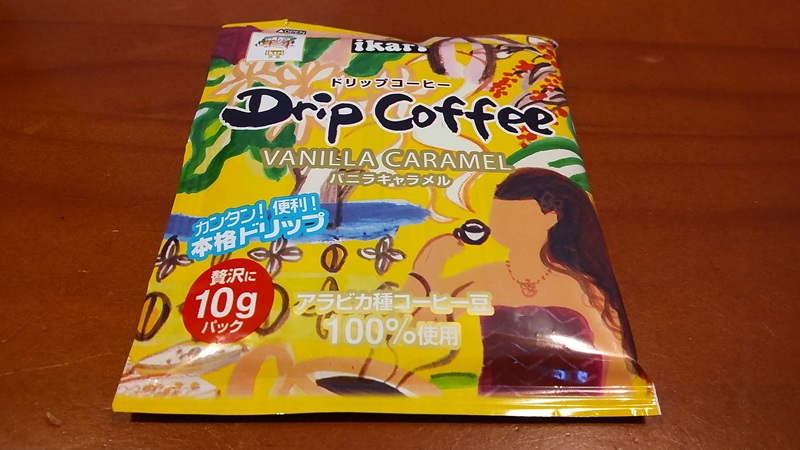 OPEN
ikari
ikari
ドリップコーヒー
Drip Coffee
VANILLA CARAMEL
バニラキャラメル
カンタン! 便利!
本格ドリップ
贅沢に
10g
パック
アラビカ種コーヒー豆
100%使用